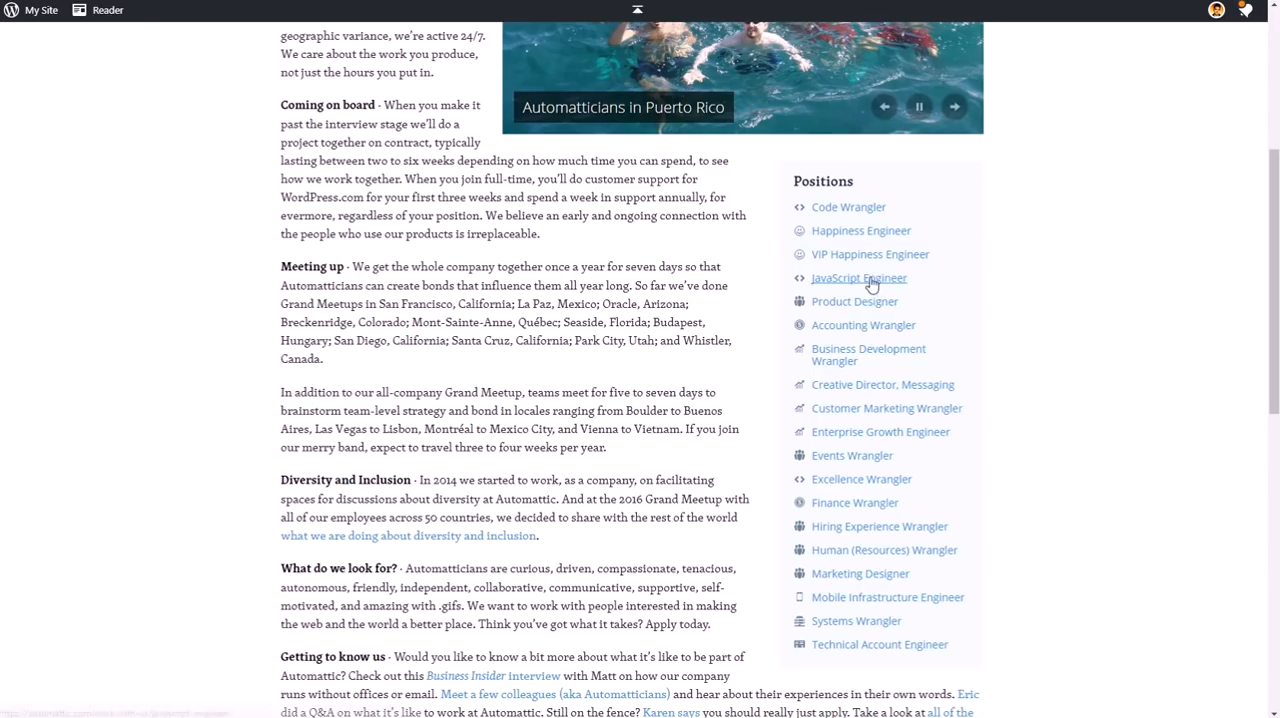 My Site Reader
geographic variance, we're active 24/7.
We care about the work you produce,
not just the hours you put in.
Automatticians in Puerto Rico
Coming on board · When you make it
past the interview stage we'll do a
project together on contract, typically
lasting between two to six weeks depending on how much time you can spend, to see
how we work together. When you join full-time, you'll do customer support for
WordPress.com for your first three weeks and spend a week in support annually, for
evermore, regardless of your position. We believe an early and ongoing connection with
the people who use our products is irreplaceable.
Meeting up · We get the whole company together once a year for seven days so that
Automatticians can create bonds that influence them all year long. So far we've done
Grand Meetups in San Francisco, California; La Paz, Mexico; Oracle, Arizona;
Breckenridge, Colorado; Mont-Sainte-Anne, Québec; Seaside, Florida; Budapest,
Hungary; San Diego, California; Santa Cruz, California; Park City, Utah; and Whistler,
Canada.
In addition to our all-company Grand Meetup, teams meet for five to seven days to
brainstorm team-level strategy and bond in locales ranging from Boulder to Buenos
Aires, Las Vegas to Lisbon, Montréal to Mexico City, and Vienna to Vietnam. If you join
our merry band, expect to travel three to four weeks per year.
Diversity and Inclusion · In 2014 we started to work, as a company, on facilitating
spaces for discussions about diversity at Automattic. And at the 2016 Grand Meetup with
all of our employees across 50 countries, we decided to share with the rest of the world
what we are doing about diversity and inclusion.
What do we look for? · Automatticians are curious, driven, compassionate, tenacious,
autonomous, friendly, independent, collaborative, communicative, supportive, self-
motivated, and amazing with .gifs. We want to work with people interested in making
the web and the world a better place. Think you've got what it takes? Apply today.
Getting to know us · Would you like to know a bit more about what it's like to be part of
Automattic? Check out this Business Insider interview with Matt on how our company
runs without offices or email. Meet a few colleagues (aka Automatticians) and hear about their experiences in their own words. Eric
did a Q&A on what it's like to work at Automattic. Still on the fence? Karen says you should really just apply. Take a look at all of the
Positions
Code Wrangler
Happiness Engineer
VIP Happiness Engineer
JavaScript Engineer
Product Designer
Accounting Wrangler
Business Development
Wrangler
Creative Director, Messaging
Customer Marketing Wrangler
Enterprise Growth Engineer
Events Wrangler
Excellence Wrangler
Finance Wrangler
Hiring Experience Wrangler
Human (Resources) Wrangler
Marketing Designer
Mobile Infrastructure Engineer
Systems Wrangler
Technical Account Engineer